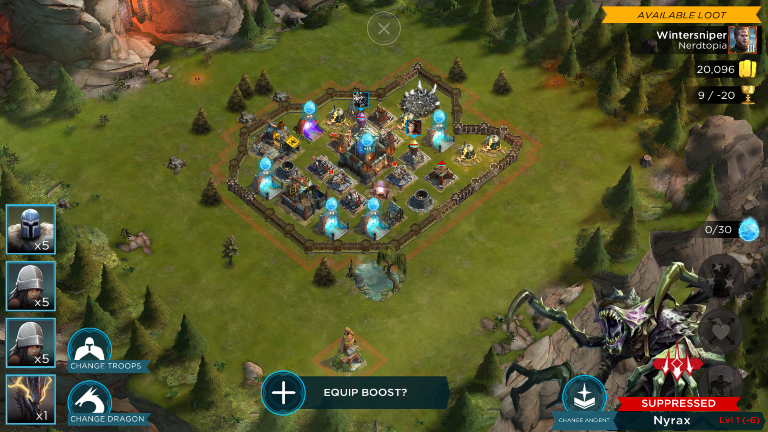 AVAILABLE LOOT
Wintersniper
Nerdtopia
20,096
9 / -20
0/30
x5
x5
x5
x1
CHANGE TROOPS
CHANGE DRAGON
EQUIP BOOST?
CHANGE ANCIENT
SUPPRESSED
Nyrax
Lvl 1 (-6)